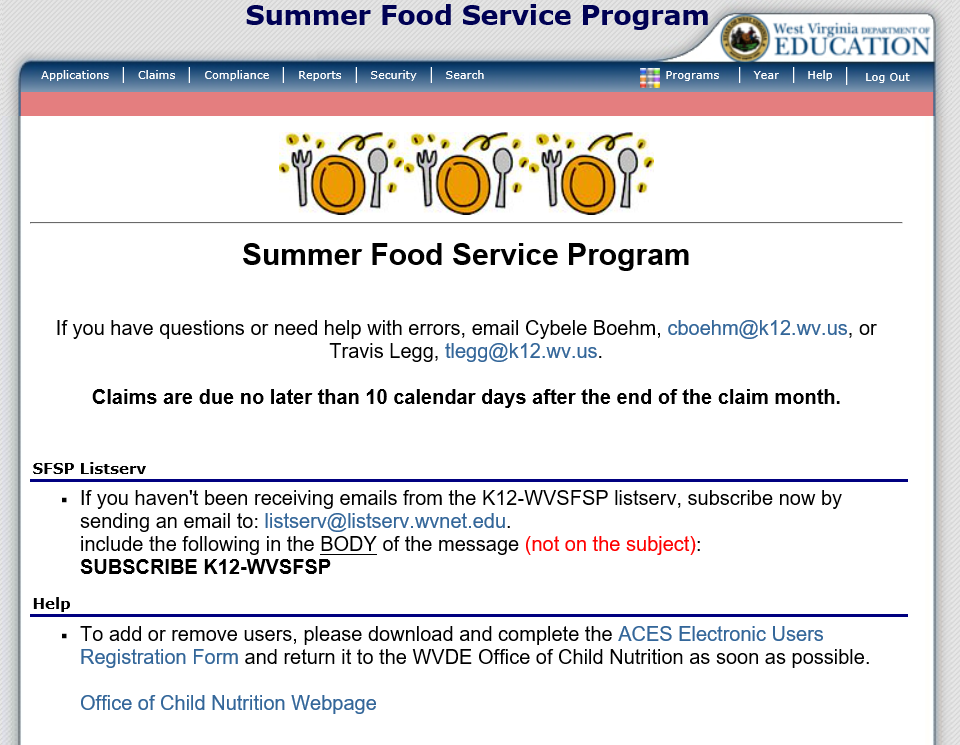 Summer Food Service Program
West Virginia DEPARTMENT OF
EDUCATION
Applications | Claims | Compliance | Reports | Security | Search Programs | Year | Help | Log Out
Summer Food Service Program
If you have questions or need help with errors, email Cybele Boehm, cboehm@k12.wv.us, or
Travis Legg, tlegg@k12.wv.us.
Claims are due no later than 10 calendar days after the end of the claim month.
SFSP Listserv
▪ If you haven't been receiving emails from the K12-WVSFSP listserv, subscribe now by
sending an email to: listserv@listserv.wvnet.edu.
include the following in the BODY of the message (not on the subject):
SUBSCRIBE K12-WVSFSP
Help
▪ To add or remove users, please download and complete the ACES Electronic Users
Registration Form and return it to the WVDE Office of Child Nutrition as soon as possible.
Office of Child Nutrition Webpage